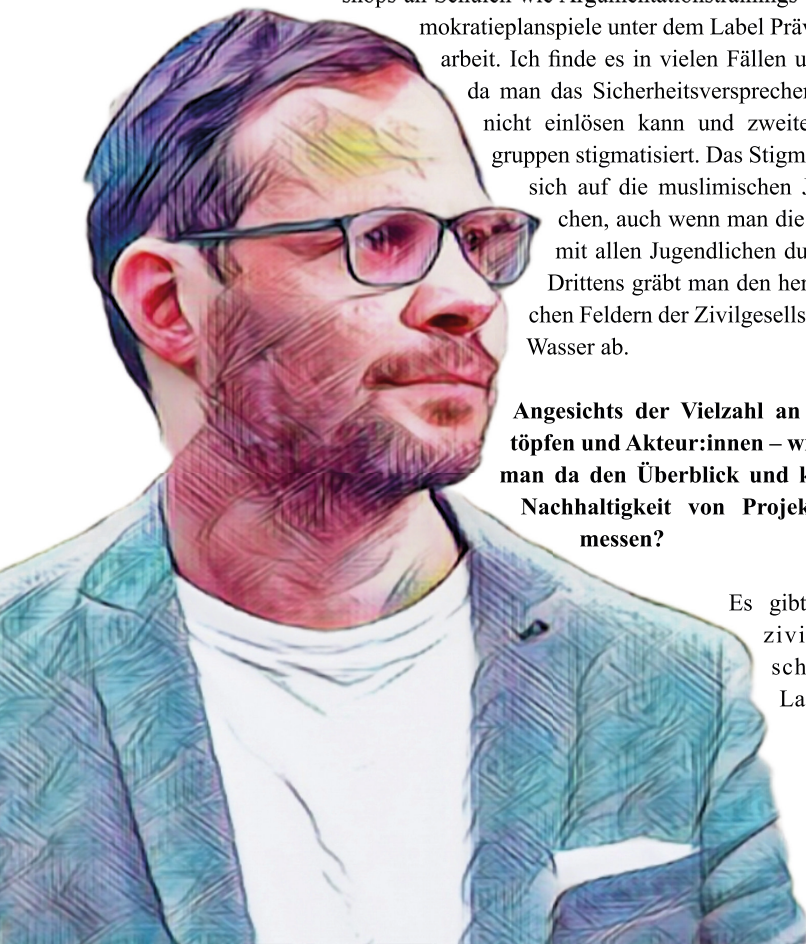 mokratieplanspiele unter dem Label Präv
arbeit. Ich finde es in vielen Fällen u
da man das Sicherheitsversprechen
nicht einlösen kann und zweite
gruppen stigmatisiert. Das Stigm
sich auf die muslimischen J
chen, auch wenn man die
mit allen Jugendlichen du
Drittens gräbt man den her
chen Feldern der Zivilgesells
Wasser ab.
Angesichts der Vielzahl an
töpfen und Akteur:innen – wi
man da den Überblick und k
Nachhaltigkeit von Projek
messen?
Es gibt
zivi
sch
La